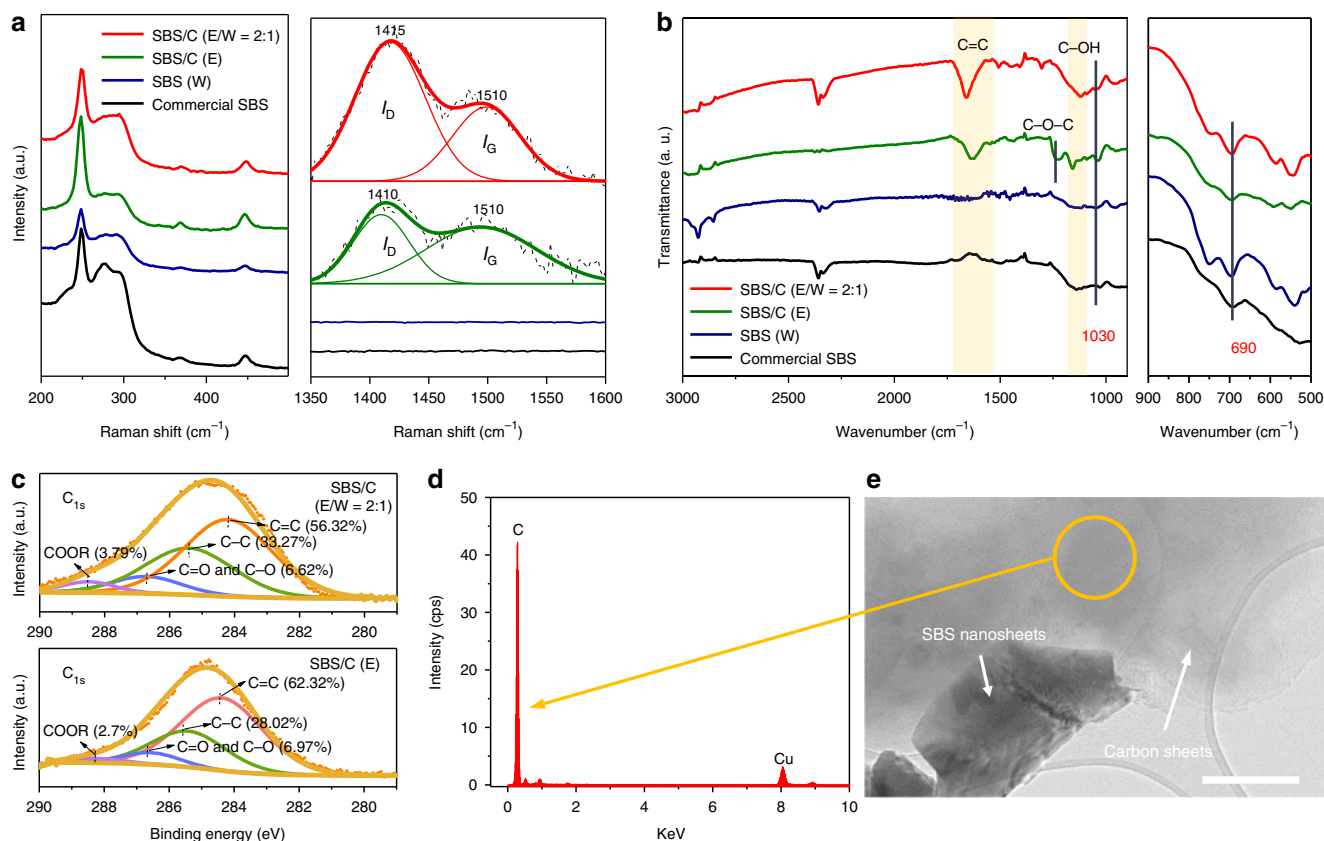 a
SBS/C (E/W = 2:1)
SBS/C (E)
SBS (W)
Commercial SBS
Intensity (a.u.)
200 300 400
Raman shift (cm⁻¹)
1415
1510
I_D
I_G
1410
1510
I_D
I_G
1350 1400 1450 1500 1550 1600
Raman shift (cm⁻¹)
b
C=C
C–OH
C–O–C
Transmittance (a. u.)
SBS/C (E/W = 2:1)
SBS/C (E)
SBS (W)
Commercial SBS
1030
3000 2500 2000 1500 1000
Wavenumber (cm⁻¹)
690
900 800 700 600 500
Wavenumber (cm⁻¹)
c
C₁s
SBS/C
(E/W = 2:1)
C=C (56.32%)
C–C (33.27%)
COOR (3.79%)
C=O and C–O (6.62%)
Intensity (a.u.)
290 288 286 284 282 280
C₁s
SBS/C (E)
C=C (62.32%)
C–C (28.02%)
COOR (2.7%)
C=O and C–O (6.97%)
Intensity (a.u.)
290 288 286 284 282 280
Binding energy (eV)
d
50
40
30
20
10
0
Intensity (cps)
C
Cu
0 2 4 6 8 10
KeV
e
SBS nanosheets
Carbon sheets